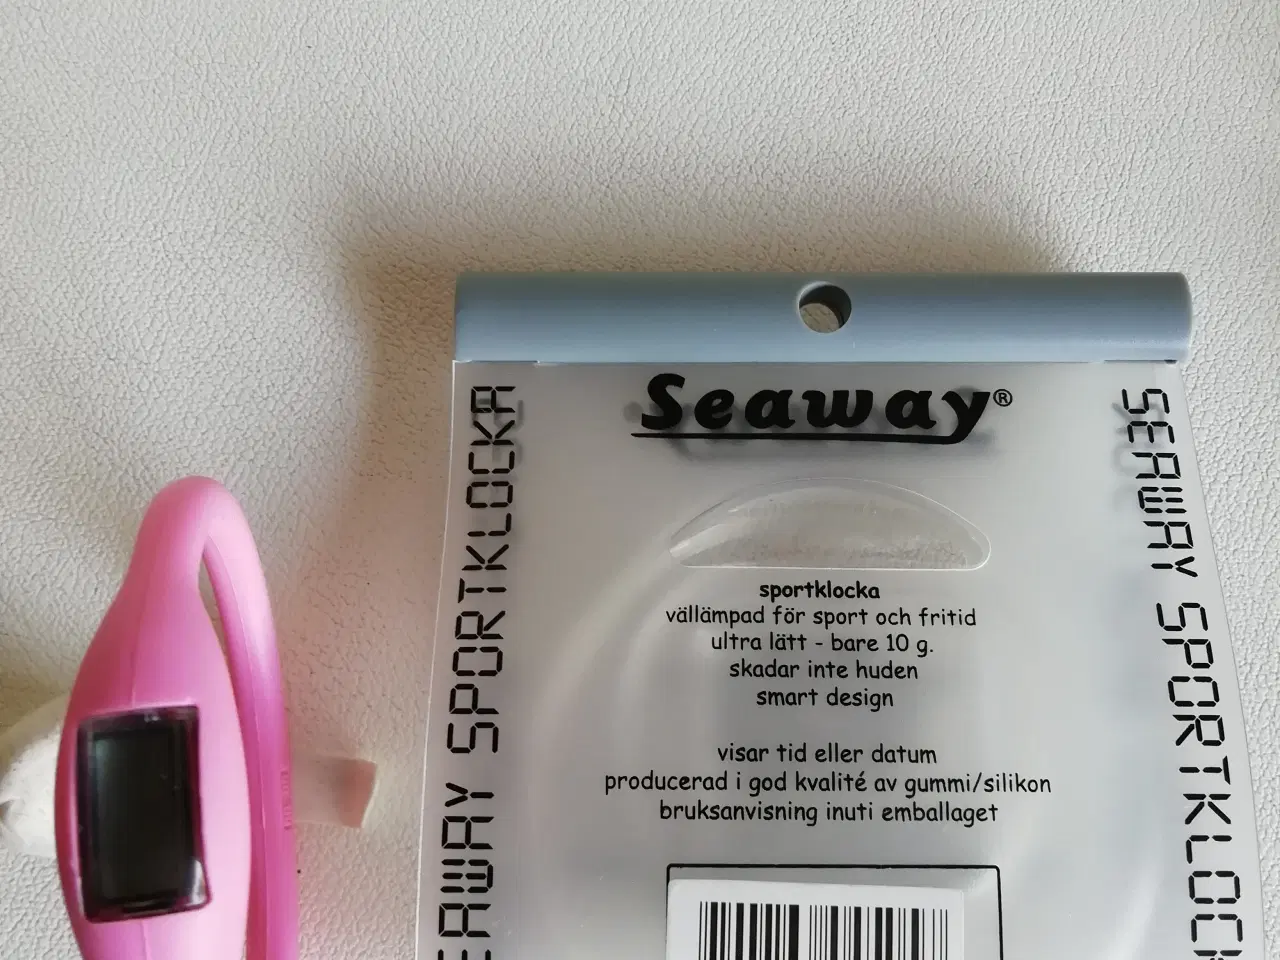 Seaway®
sportklocka
vällämpad för sport och fritid
ultra lätt - bare 10 g.
skadar inte huden
smart design
visar tid eller datum
producerad i god kvalité av gummi/silikon
bruksanvisning inuti emballaget
SEAWAY SPORTKLOCKA
SEAWAY SPORTKLOCK